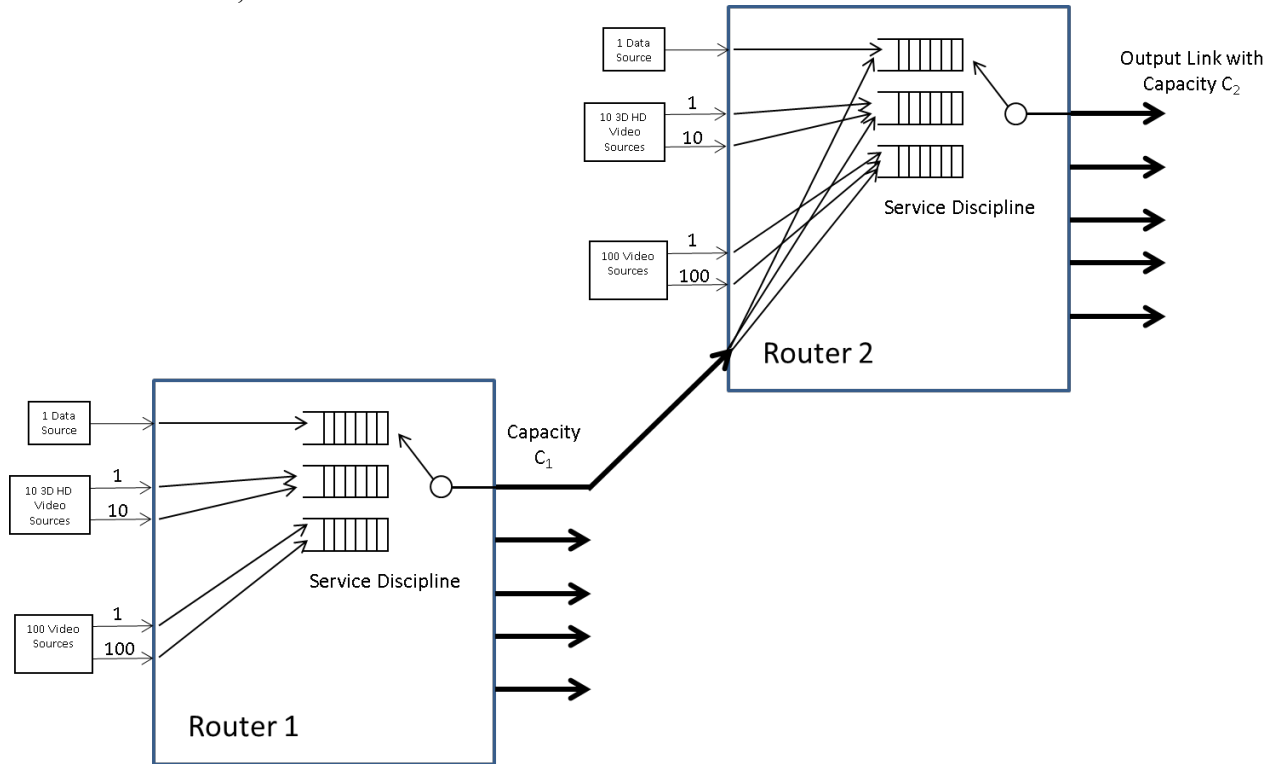 1 Data
Source
10 3D HD
Video
Sources
1
10
100 Video
Sources
1
100
Service Discipline
Router 2
Output Link with
Capacity C2
1 Data
Source
10 3D HD
Video
Sources
1
10
100 Video
Sources
1
100
Service Discipline
Router 1
Capacity
C1